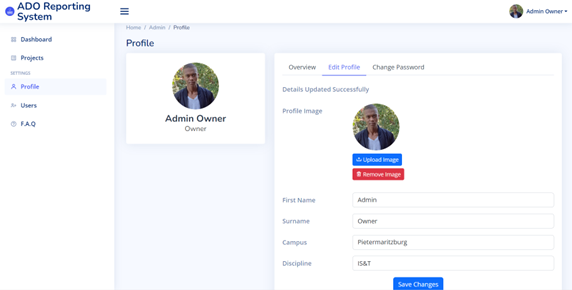 ADO Reporting
System
Admin Owner
Dashboard
Projects
SETTINGS
Profile
Users
F.A.Q
Home / Admin / Profile
Profile
Admin Owner
Owner
Overview Edit Profile Change Password
Details Updated Successfully
Profile Image
Upload Image
Remove Image
First Name Admin
Surname Owner
Campus Pietermaritzburg
Discipline IS&T
Save Changes